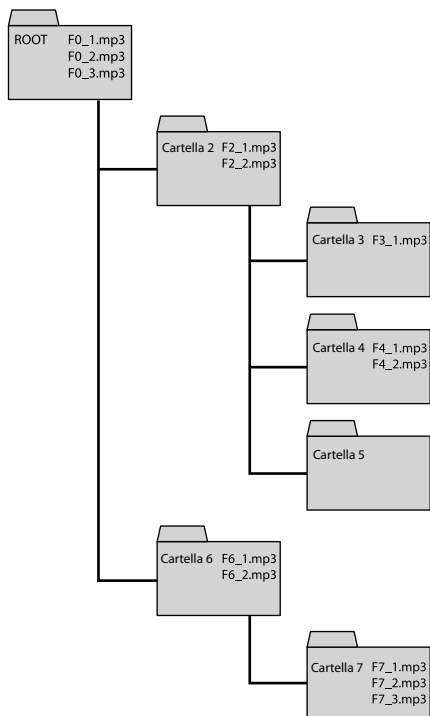 ROOT F0_1.mp3
F0_2.mp3
F0_3.mp3
Cartella 2 F2_1.mp3
F2_2.mp3
Cartella 3 F3_1.mp3
Cartella 4 F4_1.mp3
F4_2.mp3
Cartella 5
Cartella 6 F6_1.mp3
F6_2.mp3
Cartella 7 F7_1.mp3
F7_2.mp3
F7_3.mp3